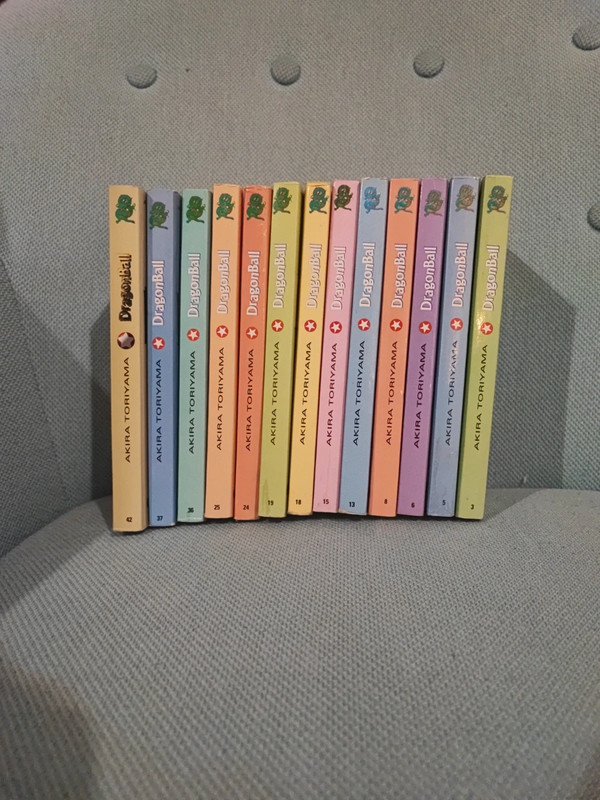 DragonBall AKIRA TORIYAMA 42
DragonBall AKIRA TORIYAMA 37
DragonBall AKIRA TORIYAMA 36
DragonBall AKIRA TORIYAMA 25
DragonBall AKIRA TORIYAMA 24
DragonBall AKIRA TORIYAMA 19
DragonBall AKIRA TORIYAMA 18
DragonBall AKIRA TORIYAMA 15
DragonBall AKIRA TORIYAMA 13
DragonBall AKIRA TORIYAMA 8
DragonBall AKIRA TORIYAMA 6
DragonBall AKIRA TORIYAMA 5
DragonBall AKIRA TORIYAMA 3